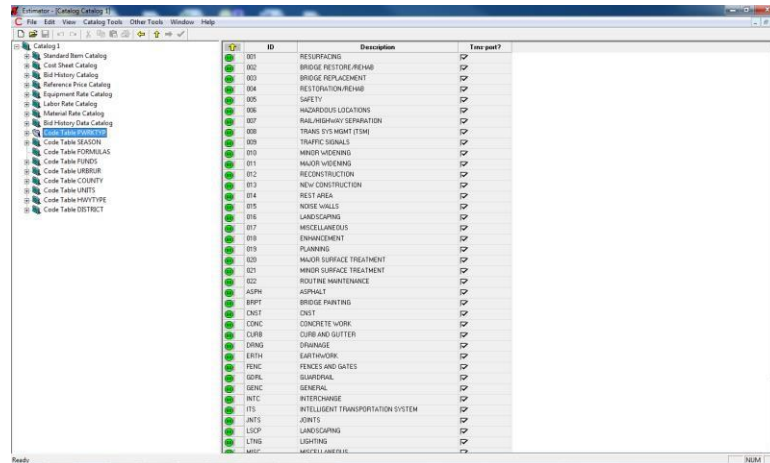 Estimator - [Catalog Catalog 1]
File Edit View Catalog Tools Other Tools Window Help
Catalog 1
Standard Item Catalog
Cost Sheet Catalog
Bid History Catalog
Reference Price Catalog
Equipment Rate Catalog
Labor Rate Catalog
Material Rate Catalog
Bid History Data Catalog
Code Table PWRKTYP
Code Table SEASON
Code Table FORMULAS
Code Table FUNDS
Code Table URBRUR
Code Table COUNTY
Code Table UNITS
Code Table HWYTYPE
Code Table DISTRICT
ID Description Trns·port?
001 RESURFACING
002 BRIDGE RESTORE/REHAB
003 BRIDGE REPLACEMENT
004 RESTORATION/REHAB
005 SAFETY
006 HAZARDOUS LOCATIONS
007 RAIL/HIGHWAY SEPARATION
008 TRANS SYS MGMT (TSM)
009 TRAFFIC SIGNALS
010 MINOR WIDENING
011 MAJOR WIDENING
012 RECONSTRUCTION
013 NEW CONSTRUCTION
014 REST AREA
015 NOISE WALLS
016 LANDSCAPING
017 MISCELLANEOUS
018 ENHANCEMENT
019 PLANNING
020 MAJOR SURFACE TREATMENT
021 MINOR SURFACE TREATMENT
022 ROUTINE MAINTENANCE
ASPH ASPHALT
BRPT BRIDGE PAINTING
CNST CNST
CONC CONCRETE WORK
CURB CURB AND GUTTER
DRNG DRAINAGE
ERTH EARTHWORK
FENC FENCES AND GATES
GDRL GUARDRAIL
GENC GENERAL
INTC INTERCHANGE
ITS INTELLIGENT TRANSPORTATION SYSTEM
JNTS JOINTS
LSCP LANDSCAPING
LTNG LIGHTING
MISC MISCELLANEOUS
Ready NUM